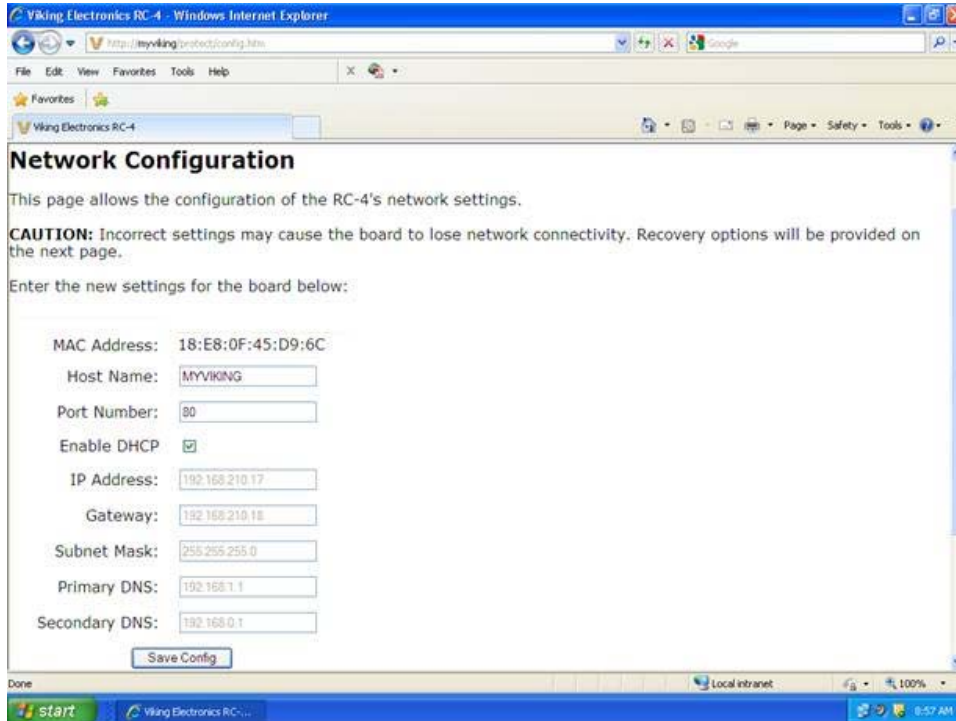 Viking Electronics RC-4 - Windows Internet Explorer
http://myviking/protect/config.htm
Google
File Edit View Favorites Tools Help
Favorites
Viking Electronics RC-4
Page Safety Tools
Network Configuration
This page allows the configuration of the RC-4's network settings.
CAUTION: Incorrect settings may cause the board to lose network connectivity. Recovery options will be provided on
the next page.
Enter the new settings for the board below:
MAC Address: 18:E8:0F:45:D9:6C
Host Name: MYVIKING
Port Number: 80
Enable DHCP
IP Address: 192.168.210.17
Gateway: 192.168.210.18
Subnet Mask: 255.255.255.0
Primary DNS: 192.168.1.1
Secondary DNS: 192.168.0.1
Save Config
Done Local intranet 100%
start Viking Electronics RC-... 8:57 AM